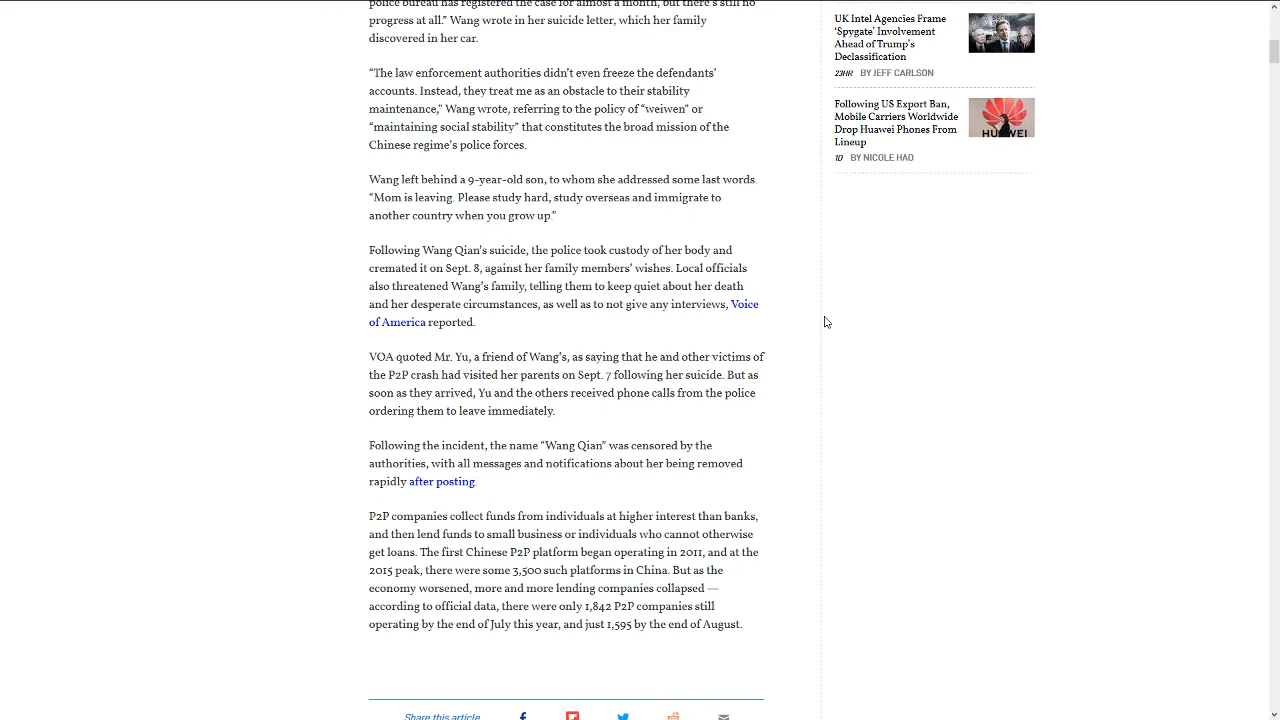 police bureau has registered the case for almost a month, but there's still no
progress at all.” Wang wrote in her suicide letter, which her family
discovered in her car.
“The law enforcement authorities didn't even freeze the defendants'
accounts. Instead, they treat me as an obstacle to their stability
maintenance,” Wang wrote, referring to the policy of “weiwen” or
“maintaining social stability” that constitutes the broad mission of the
Chinese regime's police forces.
Wang left behind a 9-year-old son, to whom she addressed some last words.
“Mom is leaving. Please study hard, study overseas and immigrate to
another country when you grow up.”
Following Wang Qian's suicide, the police took custody of her body and
cremated it on Sept. 8, against her family members' wishes. Local officials
also threatened Wang's family, telling them to keep quiet about her death
and her desperate circumstances, as well as to not give any interviews, Voice
of America reported.
VOA quoted Mr. Yu, a friend of Wang's, as saying that he and other victims of
the P2P crash had visited her parents on Sept. 7 following her suicide. But as
soon as they arrived, Yu and the others received phone calls from the police
ordering them to leave immediately.
Following the incident, the name “Wang Qian” was censored by the
authorities, with all messages and notifications about her being removed
rapidly after posting.
P2P companies collect funds from individuals at higher interest than banks,
and then lend funds to small business or individuals who cannot otherwise
get loans. The first Chinese P2P platform began operating in 2011, and at the
2015 peak, there were some 3,500 such platforms in China. But as the
economy worsened, more and more lending companies collapsed —
according to official data, there were only 1,842 P2P companies still
operating by the end of July this year, and just 1,595 by the end of August.
Share this article
UK Intel Agencies Frame
‘Spygate’ Involvement
Ahead of Trump's
Declassification
23HR BY JEFF CARLSON
Following US Export Ban,
Mobile Carriers Worldwide
Drop Huawei Phones From
Lineup
1D BY NICOLE HAO
HUAWEI